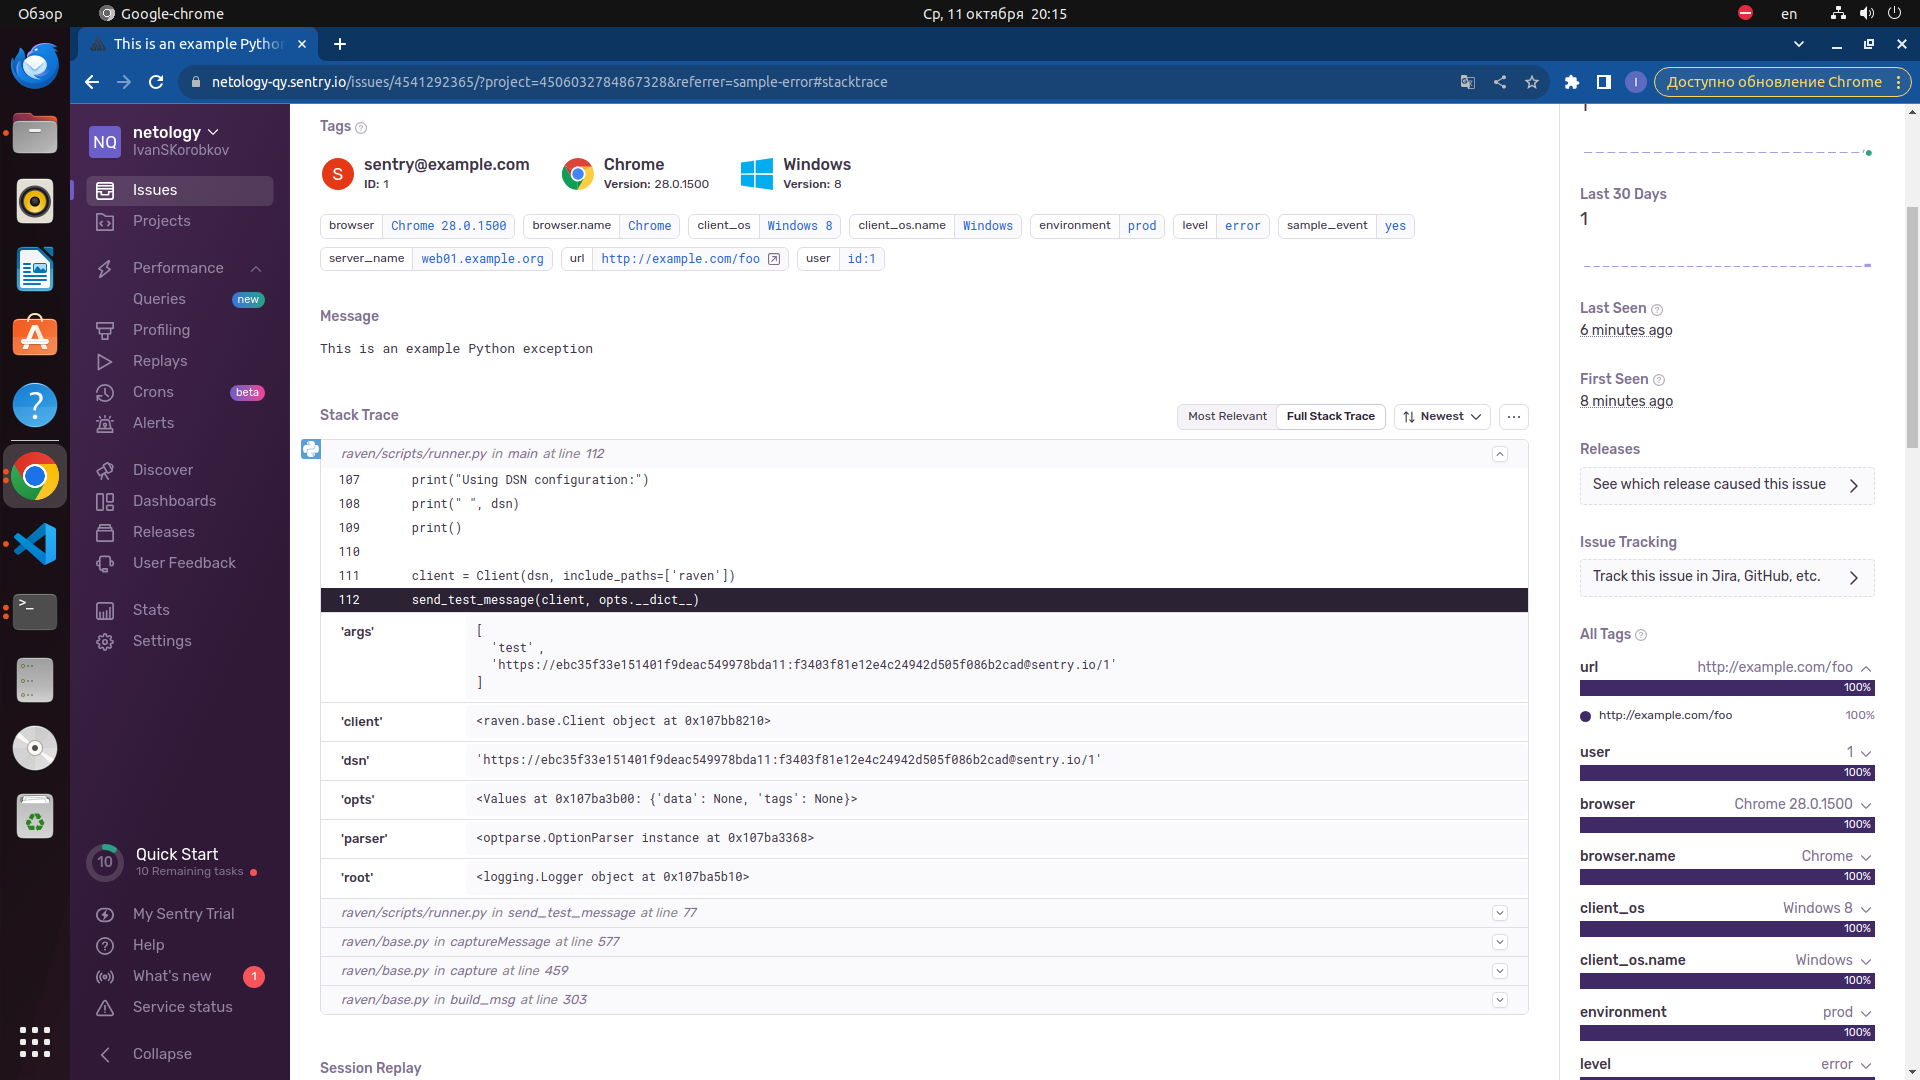 Обзор
Google-chrome
Ср, 11 октября 20:15
en
This is an example Pytho
netology-qy.sentry.io/issues/4541292365/?project=4506032784867328&referrer=sample-error#stacktrace
I
Доступно обновление Chrome
NQ
netology
IvanSKorobkov
Issues
Projects
Performance
Queries
new
Profiling
Replays
Crons
beta
Alerts
Discover
Dashboards
Releases
User Feedback
Stats
Settings
10
Quick Start
10 Remaining tasks
My Sentry Trial
Help
What's new
1
Service status
Collapse
Tags
S
sentry@example.com
ID: 1
Chrome
Version: 28.0.1500
Windows
Version: 8
browser Chrome 28.0.1500
browser.name Chrome
client_os Windows 8
client_os.name Windows
environment prod
level error
sample_event yes
server_name web01.example.org
url http://example.com/foo
user id:1
Message
This is an example Python exception
Stack Trace
Most Relevant
Full Stack Trace
Newest
raven/scripts/runner.py in main at line 112
107 print("Using DSN configuration:")
108 print(" ", dsn)
109 print()
110
111 client = Client(dsn, include_paths=['raven'])
112 send_test_message(client, opts.__dict__)
'args' [
'test' ,
'https://ebc35f33e151401f9deac549978bda11:f3403f81e12e4c24942d505f086b2cad@sentry.io/1'
]
'client' <raven.base.Client object at 0x107bb8210>
'dsn' 'https://ebc35f33e151401f9deac549978bda11:f3403f81e12e4c24942d505f086b2cad@sentry.io/1'
'opts' <Values at 0x107ba3b00: {'data': None, 'tags': None}>
'parser' <optparse.OptionParser instance at 0x107ba3368>
'root' <logging.Logger object at 0x107ba5b10>
raven/scripts/runner.py in send_test_message at line 77
raven/base.py in captureMessage at line 577
raven/base.py in capture at line 459
raven/base.py in build_msg at line 303
Session Replay
Last 30 Days
1
Last Seen
6 minutes ago
First Seen
8 minutes ago
Releases
See which release caused this issue
Issue Tracking
Track this issue in Jira, GitHub, etc.
All Tags
url http://example.com/foo
100%
http://example.com/foo 100%
user 1
100%
browser Chrome 28.0.1500
100%
browser.name Chrome
100%
client_os Windows 8
100%
client_os.name Windows
100%
environment prod
100%
level error